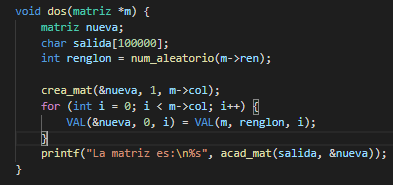 void dos(matriz *m) {
    matriz nueva;
    char salida[100000];
    int renglon = num_aleatorio(m->ren);

    crea_mat(&nueva, 1, m->col);
    for (int i = 0; i < m->col; i++) {
        VAL(&nueva, 0, i) = VAL(m, renglon, i);
    }
    printf("La matriz es:\n%s", acad_mat(salida, &nueva));
}